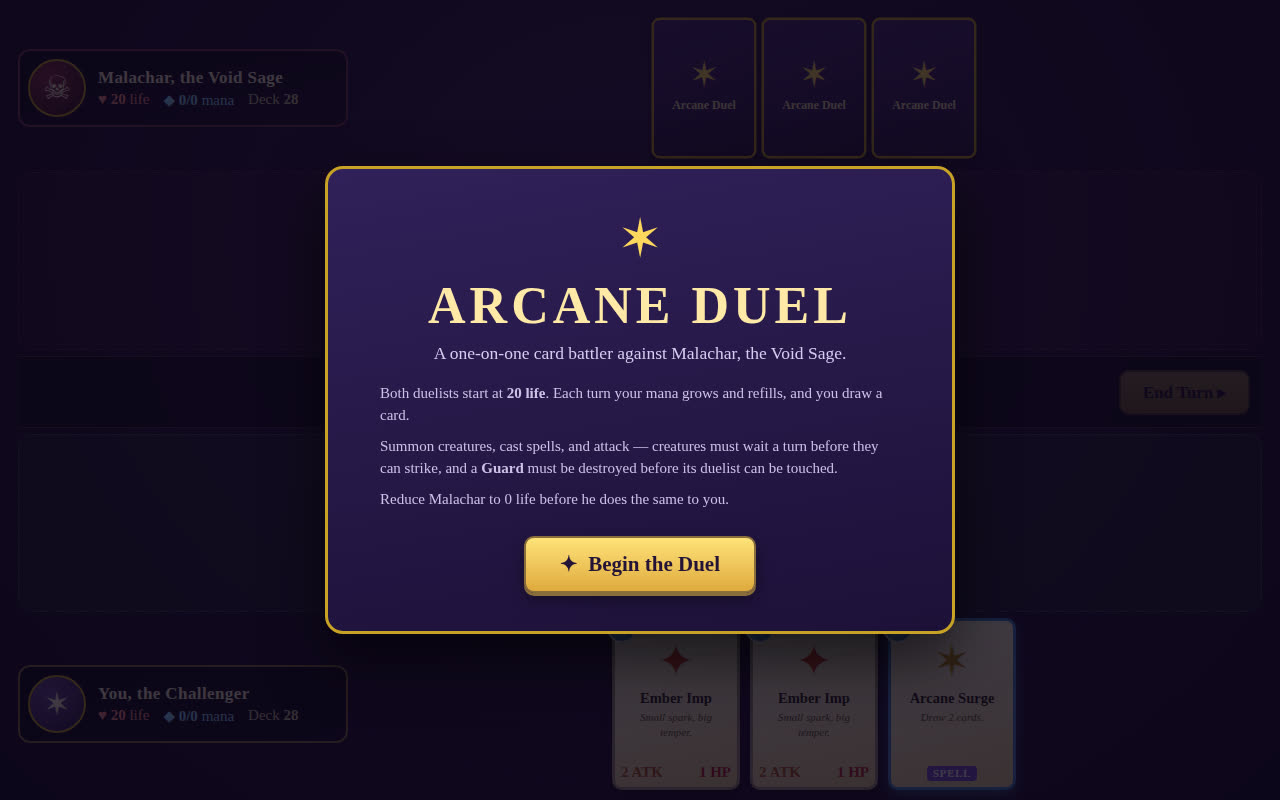 Malachar, the Void Sage
♥ 20 life ◆ 0/0 mana Deck 28
Arcane Duel
Arcane Duel
Arcane Duel
ARCANE DUEL
A one-on-one card battler against Malachar, the Void Sage.
Both duelists start at 20 life. Each turn your mana grows and refills, and you draw a
card.
Summon creatures, cast spells, and attack — creatures must wait a turn before they
can strike, and a Guard must be destroyed before its duelist can be touched.
Reduce Malachar to 0 life before he does the same to you.
✦ Begin the Duel
End Turn ▸
You, the Challenger
♥ 20 life ◆ 0/0 mana Deck 28
Ember Imp
Small spark, big
temper.
2 ATK 1 HP
Ember Imp
Small spark, big
temper.
2 ATK 1 HP
Arcane Surge
Draw 2 cards.
SPELL